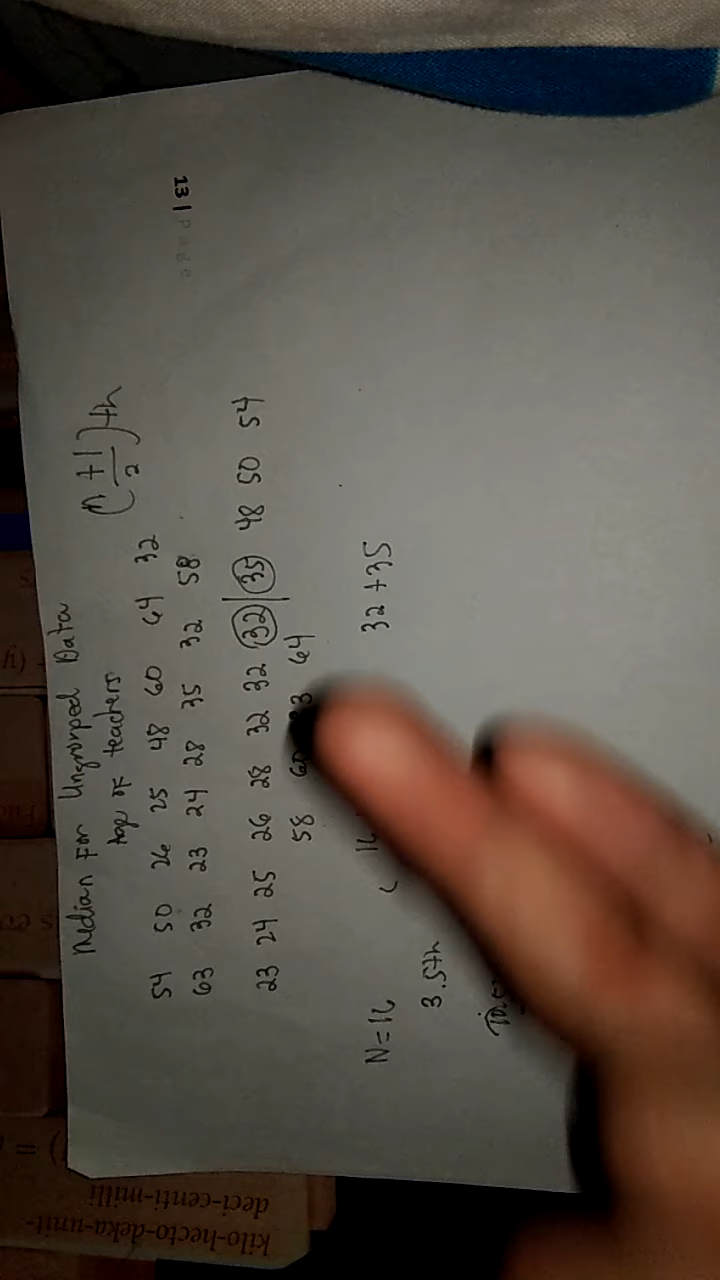 Median For Ungrouped Data
Age of teachers
(n+1/2)th
54 50 26 25 48 60 64 32
63 32 23 24 28 35 32 58
23 24 25 26 28 32 32 32 35 48 50 54
58 60 64
N=16
32 + 35
3.5th
13 | Page
kilo-hecto-deka-unit-
deci-centi-milli